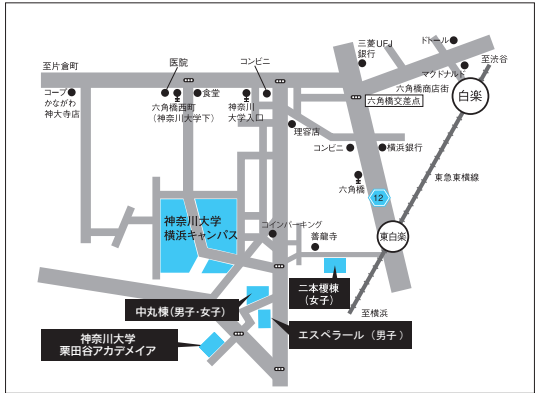 三菱UFJ
銀行
ドトール
至片倉町
医院
コンビニ
マクドナルド
至渋谷
六角橋商店街
白楽
コープ
かながわ
神大寺店
六角橋西町
(神奈川大学下)
食堂
神奈川
大学入口
六角橋交差点
理容店
コンビニ
横浜銀行
六角橋
12
東急東横線
神奈川大学
横浜キャンパス
コインパーキング
善龍寺
東白楽
二本榎棟
(女子)
中丸棟(男子・女子)
エスペラール(男子)
至横浜
神奈川大学
栗田谷アカデメイア